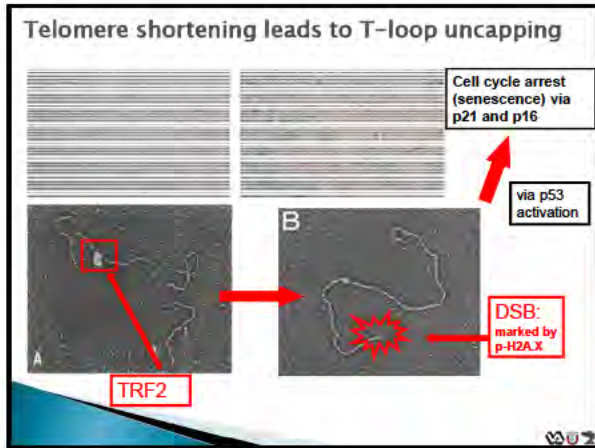 Telomere shortening leads to T-loop uncapping
Cell cycle arrest
(senescence) via
p21 and p16
via p53
activation
B
A
TRF2
DSB:
marked by
p-H2A.X